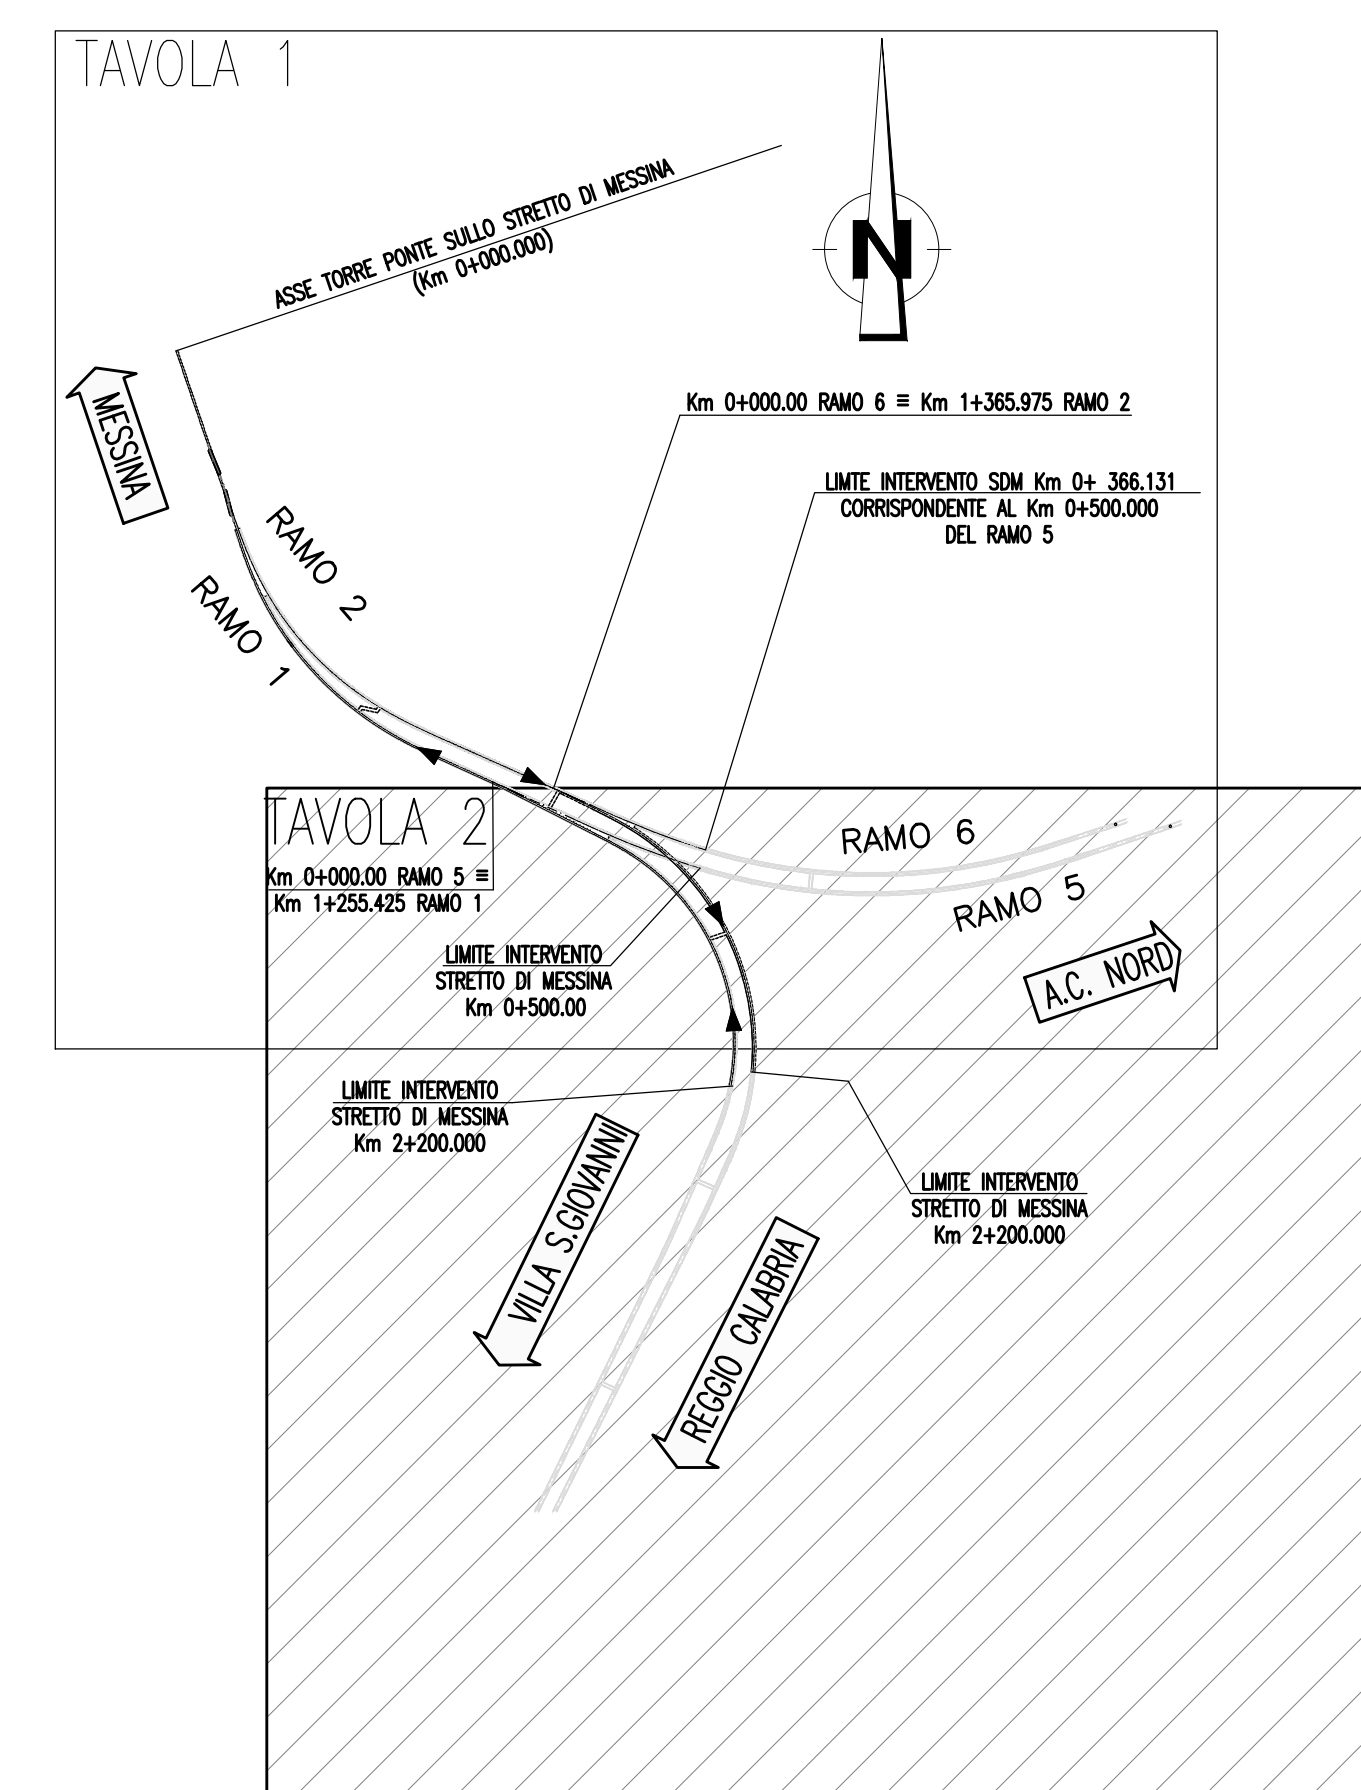 TAVOLA 1
ASSE TORRE PONTE SULLO STRETTO DI MESSINA
(Km 0+000.000)
N
MESSINA
Km 0+000.00 RAMO 6 ≡ Km 1+365.975 RAMO 2
LIMTE INTERVENTO SDM Km 0+ 366.131
CORRISPONDENTE AL Km 0+500.000
DEL RAMO 5
RAMO 2
RAMO 1
TAVOLA 2
Km 0+000.00 RAMO 5 ≡
Km 1+255.425 RAMO 1
RAMO 6
RAMO 5
LIMITE INTERVENTO
STRETTO DI MESSINA
Km 0+500.00
A.C. NORD
LIMITE INTERVENTO
STRETTO DI MESSINA
Km 2+200.000
VILLA S.GIOVANNI
LIMITE INTERVENTO
STRETTO DI MESSINA
Km 2+200.000
REGGIO CALABRIA